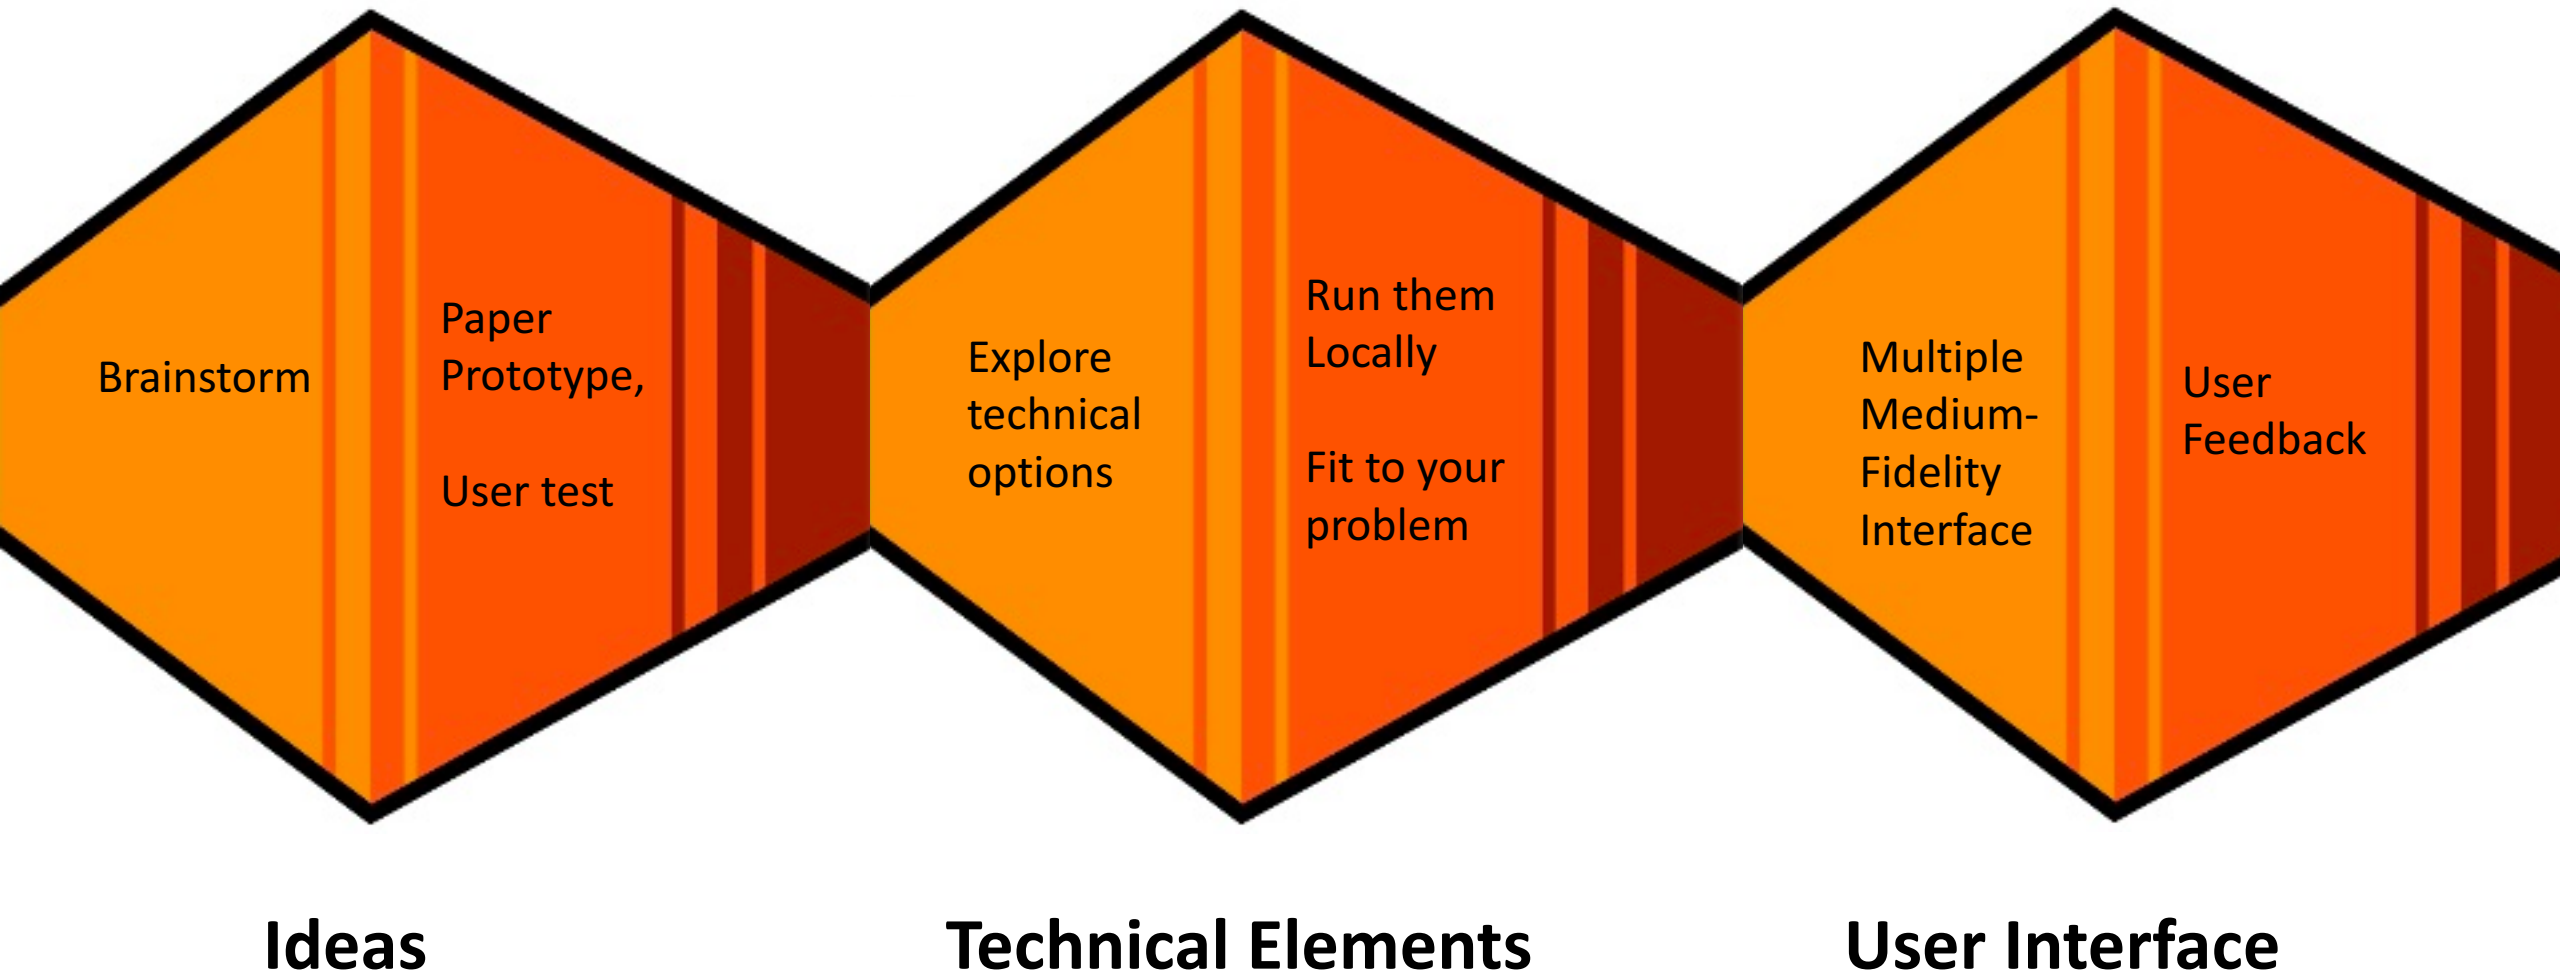 Brainstorm
Paper
Prototype,
User test
Explore
technical
options
Run them
Locally
Fit to your
problem
Multiple
Medium-
Fidelity
Interface
User
Feedback
Ideas
Technical Elements
User Interface